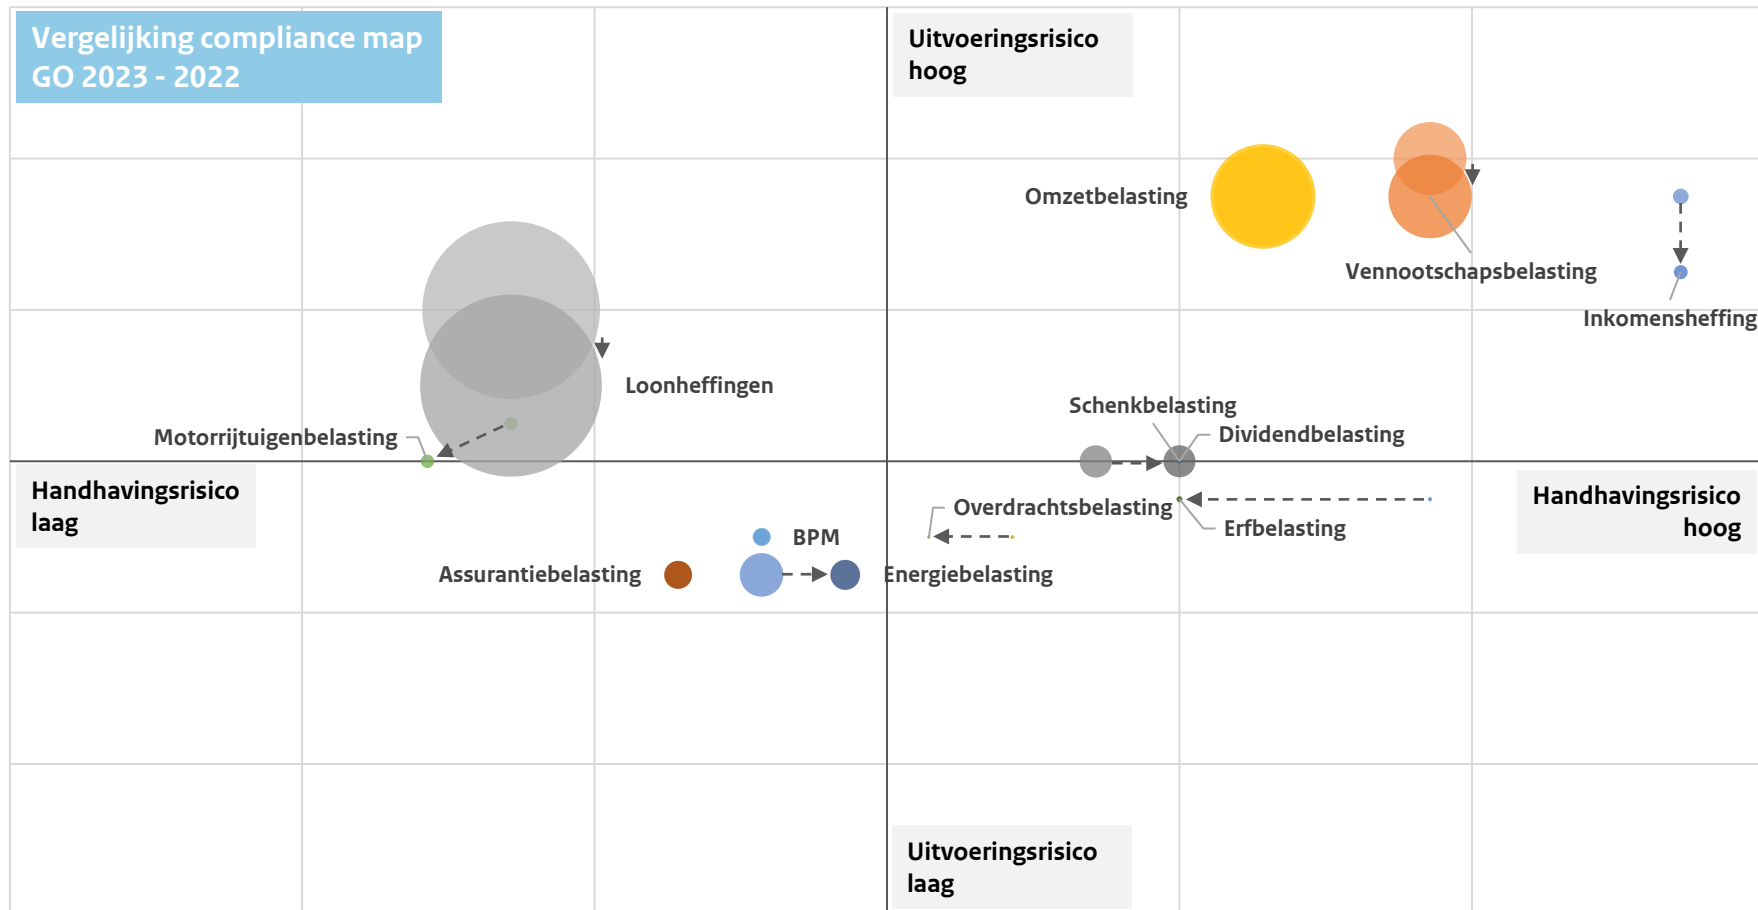 Vergelijking compliance map
GO 2023 - 2022
Uitvoeringsrisico
hoog
Omzetbelasting
Vennootschapsbelasting
Inkomensheffing
Loonheffingen
Schenkbelasting
Motorrijtuigenbelasting
Dividendbelasting
Handhavingsrisico
laag
Handhavingsrisico
hoog
Overdrachtsbelasting
Erfbelasting
BPM
Assurantiebelasting
Energiebelasting
Uitvoeringsrisico
laag